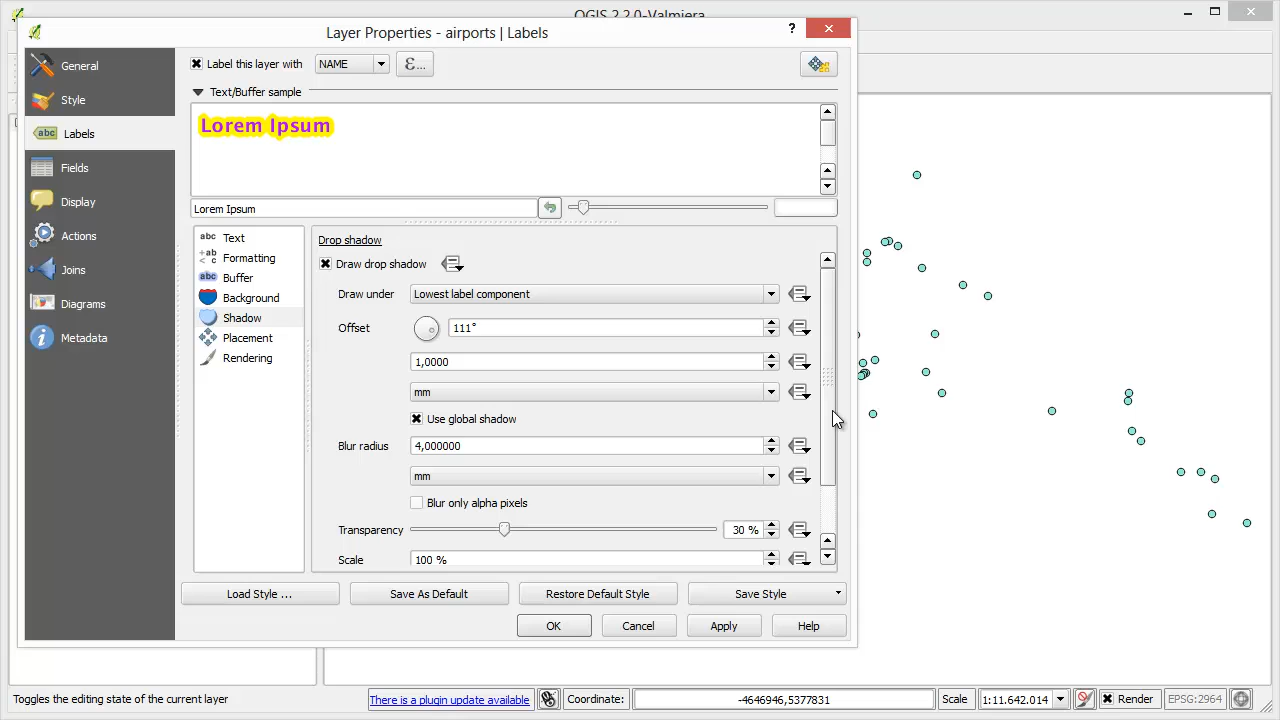 QGIS 2.2.0-Valmiera
Layer Properties - airports | Labels
?
General
Style
Labels
Fields
Display
Actions
Joins
Diagrams
Metadata
Label this layer with
NAME
ε...
Text/Buffer sample
Lorem Ipsum
Lorem Ipsum
Text
Formatting
Buffer
Background
Shadow
Placement
Rendering
Drop shadow
Draw drop shadow
Draw under
Lowest label component
Offset
111°
1,0000
mm
Use global shadow
Blur radius
4,000000
mm
Blur only alpha pixels
Transparency
30 %
Scale
100 %
Load Style ...
Save As Default
Restore Default Style
Save Style
OK
Cancel
Apply
Help
Toggles the editing state of the current layer
There is a plugin update available
Coordinate:
-4646946,5377831
Scale
1:11.642.014
Render
EPSG:2964